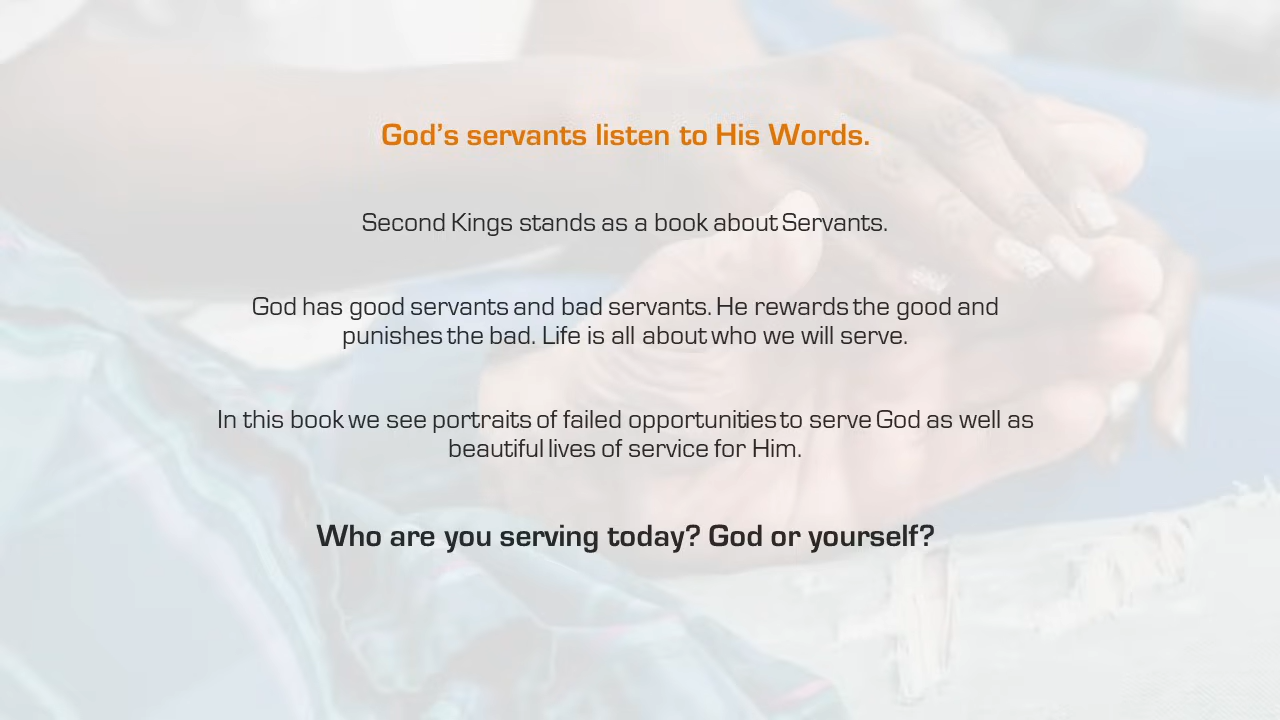 God’s servants listen to His Words.
Second Kings stands as a book about Servants.
God has good servants and bad servants. He rewards the good and
punishes the bad. Life is all about who we will serve.
In this book we see portraits of failed opportunities to serve God as well as
beautiful lives of service for Him.
Who are you serving today? God or yourself?